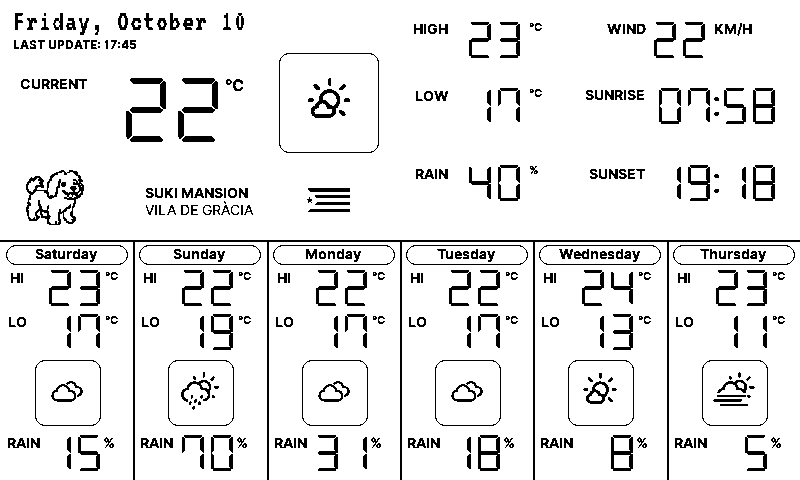 Friday, October 10
LAST UPDATE: 17:45
CURRENT 22 °C
HIGH 23 °C
WIND 22 KM/H
LOW 17 °C
SUNRISE 07:58
RAIN 40 %
SUNSET 19:18
SUKI MANSION
VILA DE GRÀCIA
Saturday
HI 23 °C
LO 17 °C
RAIN 15 %
Sunday
HI 22 °C
LO 19 °C
RAIN 70 %
Monday
HI 22 °C
LO 17 °C
RAIN 31 %
Tuesday
HI 22 °C
LO 17 °C
RAIN 18 %
Wednesday
HI 24 °C
LO 13 °C
RAIN 8 %
Thursday
HI 23 °C
LO 11 °C
RAIN 5 %